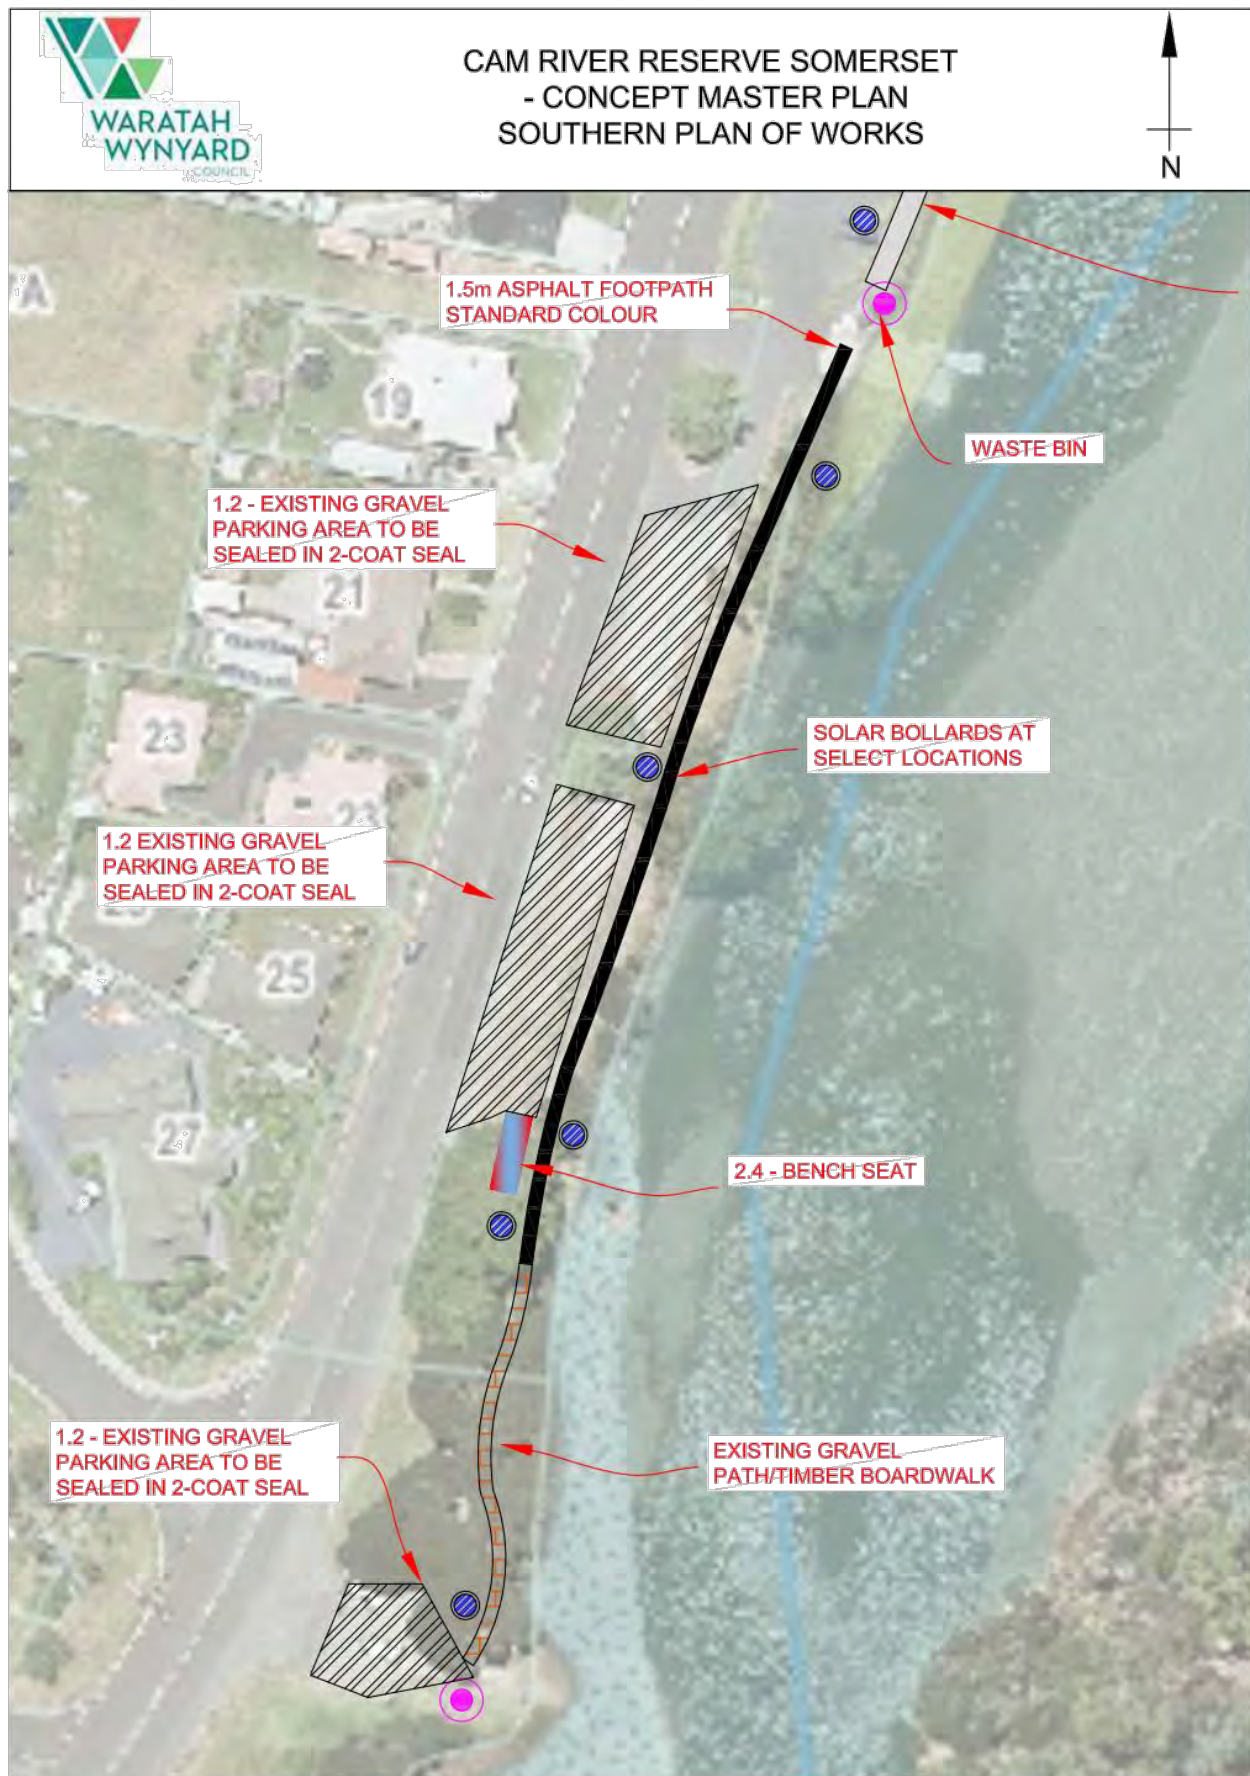 WARATAH
WYNYARD
COUNCIL
CAM RIVER RESERVE SOMERSET
- CONCEPT MASTER PLAN
SOUTHERN PLAN OF WORKS
N
A
1.5m ASPHALT FOOTPATH
STANDARD COLOUR
19
WASTE BIN
1.2 - EXISTING GRAVEL
PARKING AREA TO BE
SEALED IN 2-COAT SEAL
21
23
SOLAR BOLLARDS AT
SELECT LOCATIONS
23
1.2 EXISTING GRAVEL
PARKING AREA TO BE
SEALED IN 2-COAT SEAL
25
27
2.4 - BENCH SEAT
1.2 - EXISTING GRAVEL
PARKING AREA TO BE
SEALED IN 2-COAT SEAL
EXISTING GRAVEL
PATH/TIMBER BOARDWALK